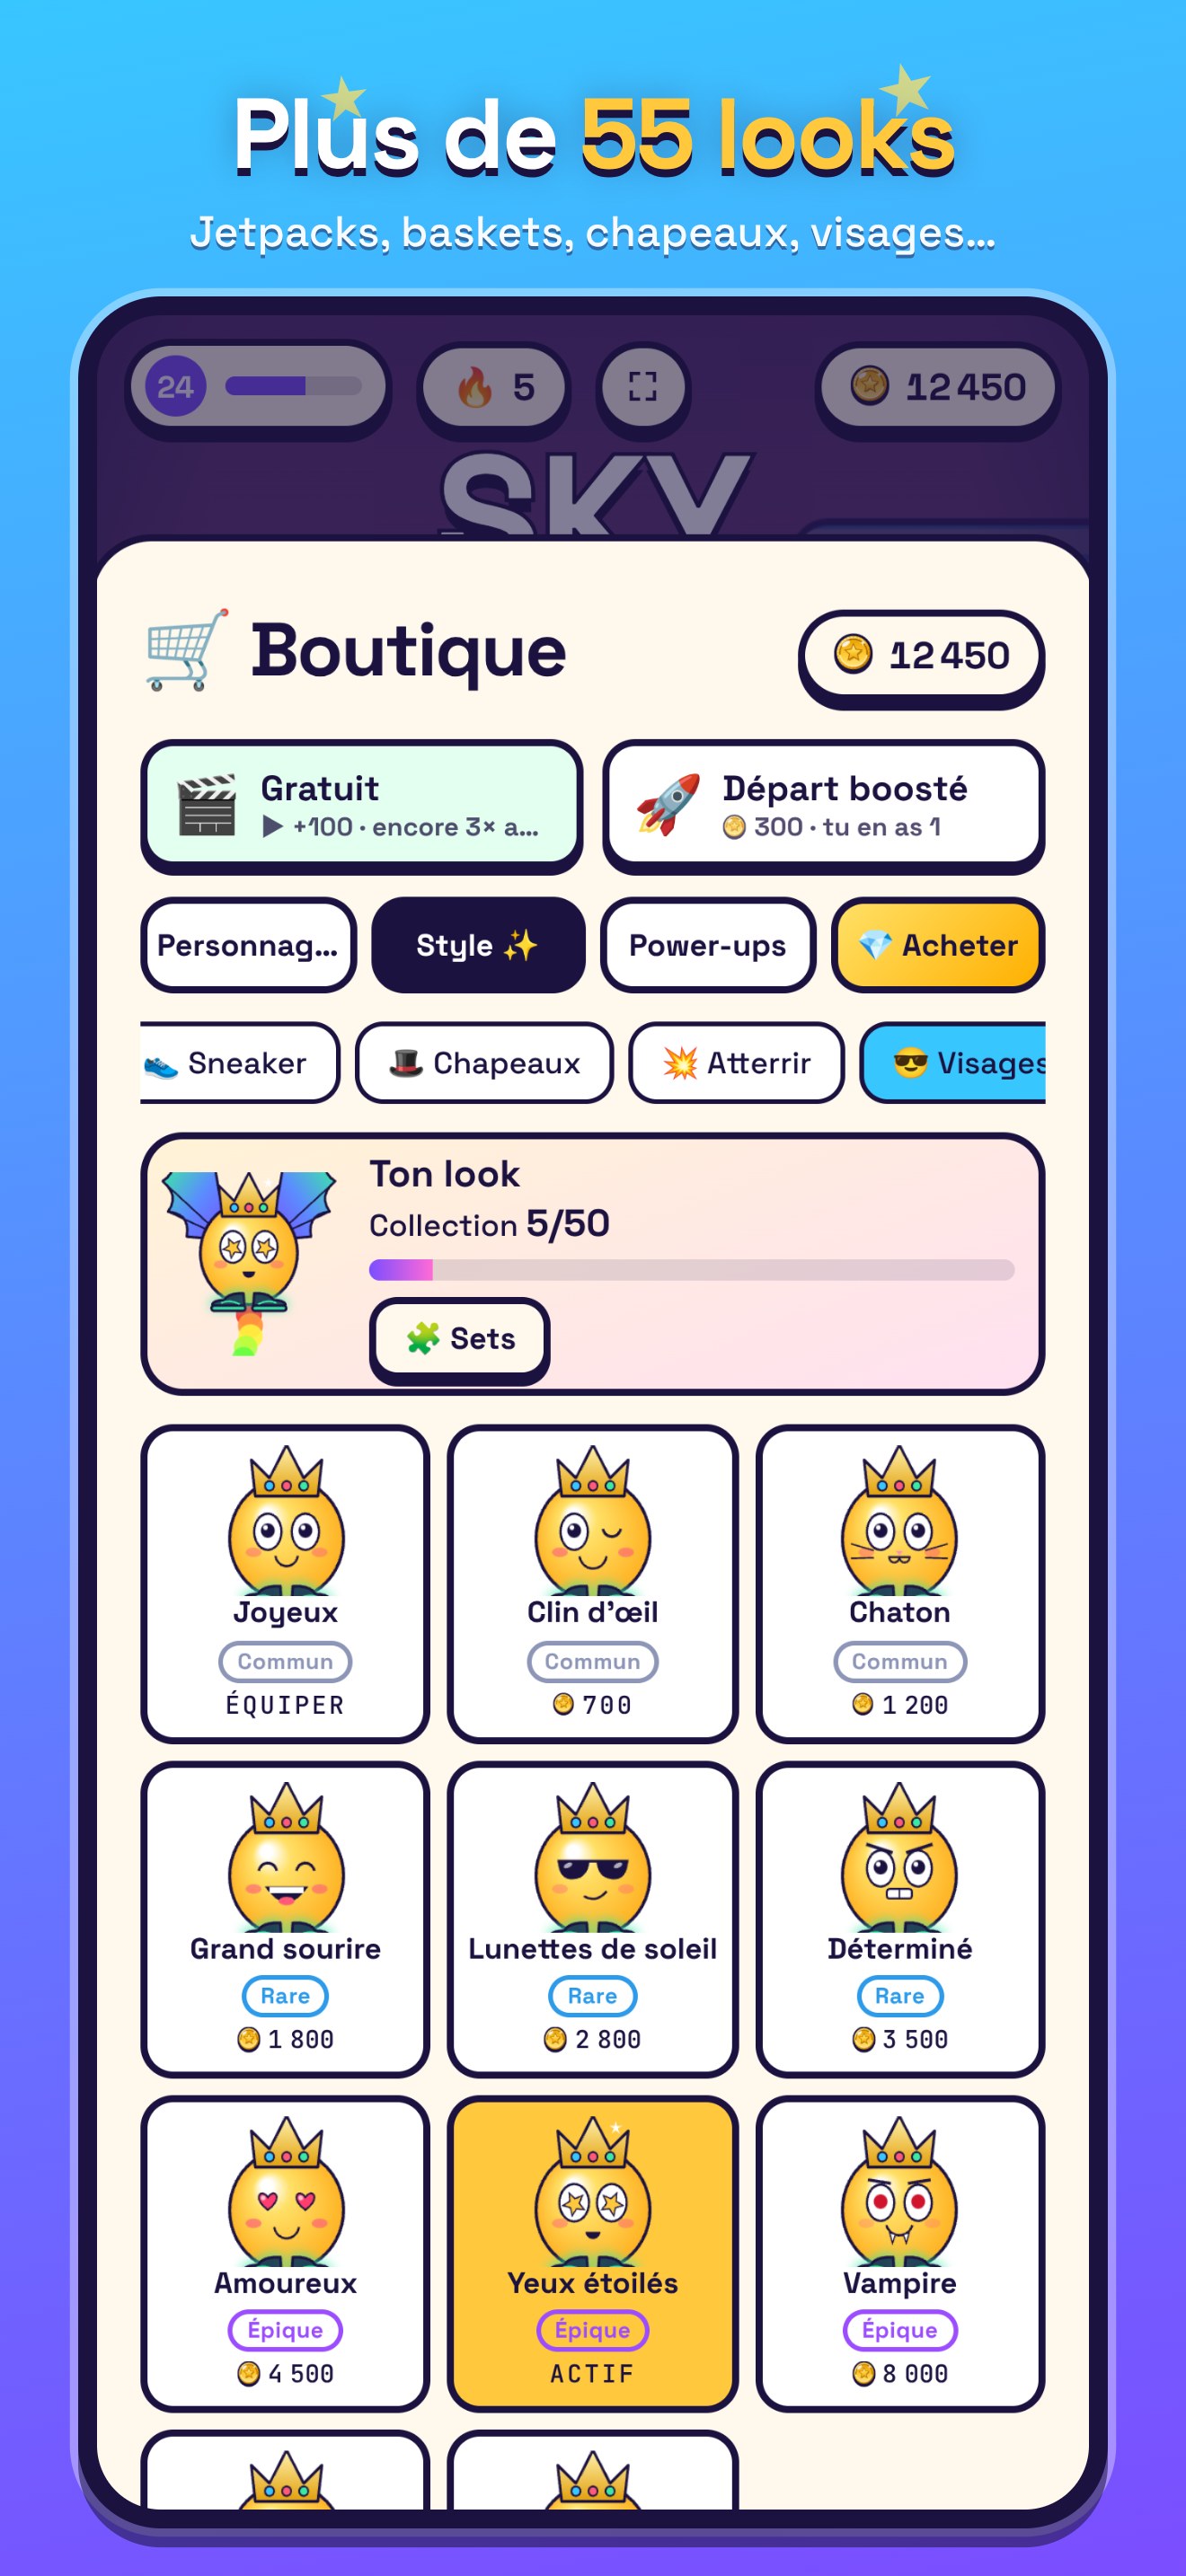 Plus de 55 looks
Jetpacks, baskets, chapeaux, visages...
24
5
12 450
SKY
Boutique
12 450
Gratuit
▶ +100 · encore 3× a...
Départ boosté
300 · tu en as 1
Personnag...
Style
Power-ups
Acheter
Sneaker
Chapeaux
Atterrir
Visages
Ton look
Collection 5/50
Sets
Joyeux
Commun
ÉQUIPER
Clin d'œil
Commun
700
Chaton
Commun
1 200
Grand sourire
Rare
1 800
Lunettes de soleil
Rare
2 800
Déterminé
Rare
3 500
Amoureux
Épique
4 500
Yeux étoilés
Épique
ACTIF
Vampire
Épique
8 000